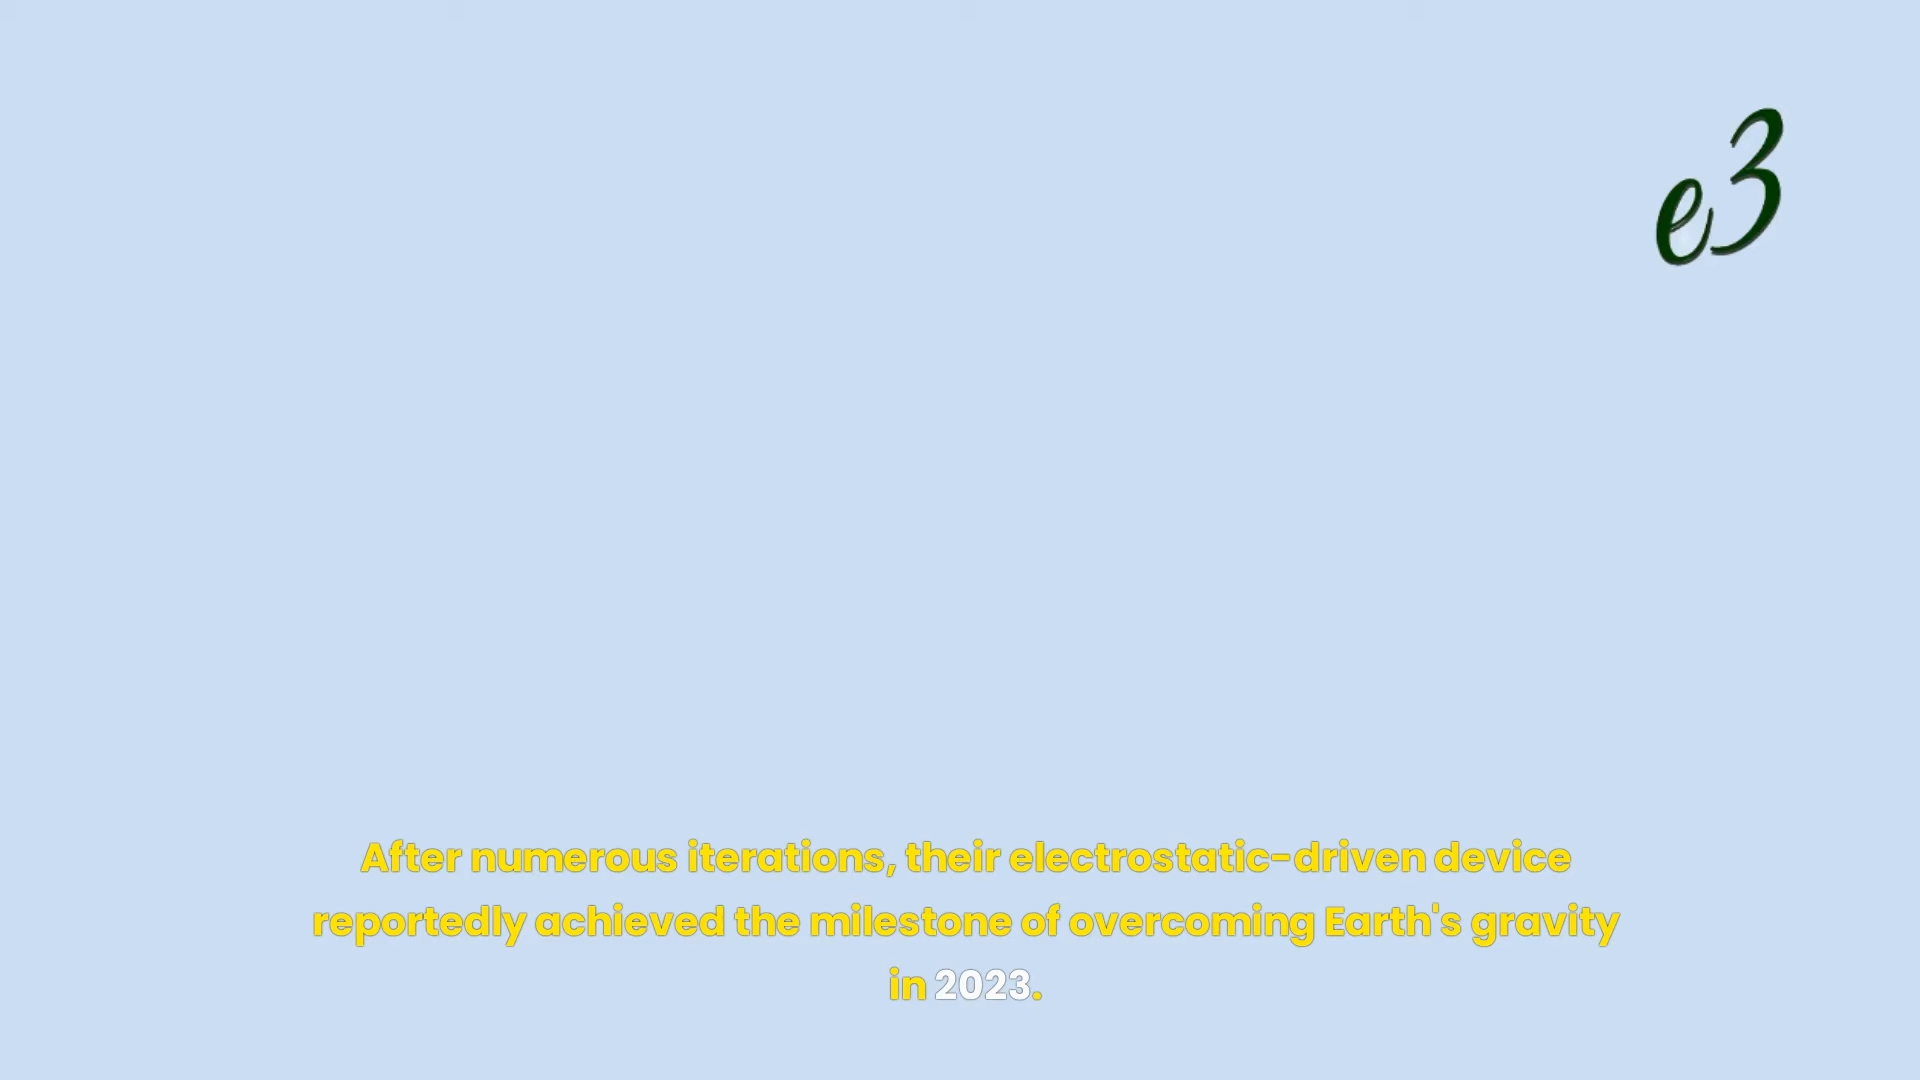 e3
After numerous iterations, their electrostatic-driven device
reportedly achieved the milestone of overcoming Earth's gravity
in 2023.